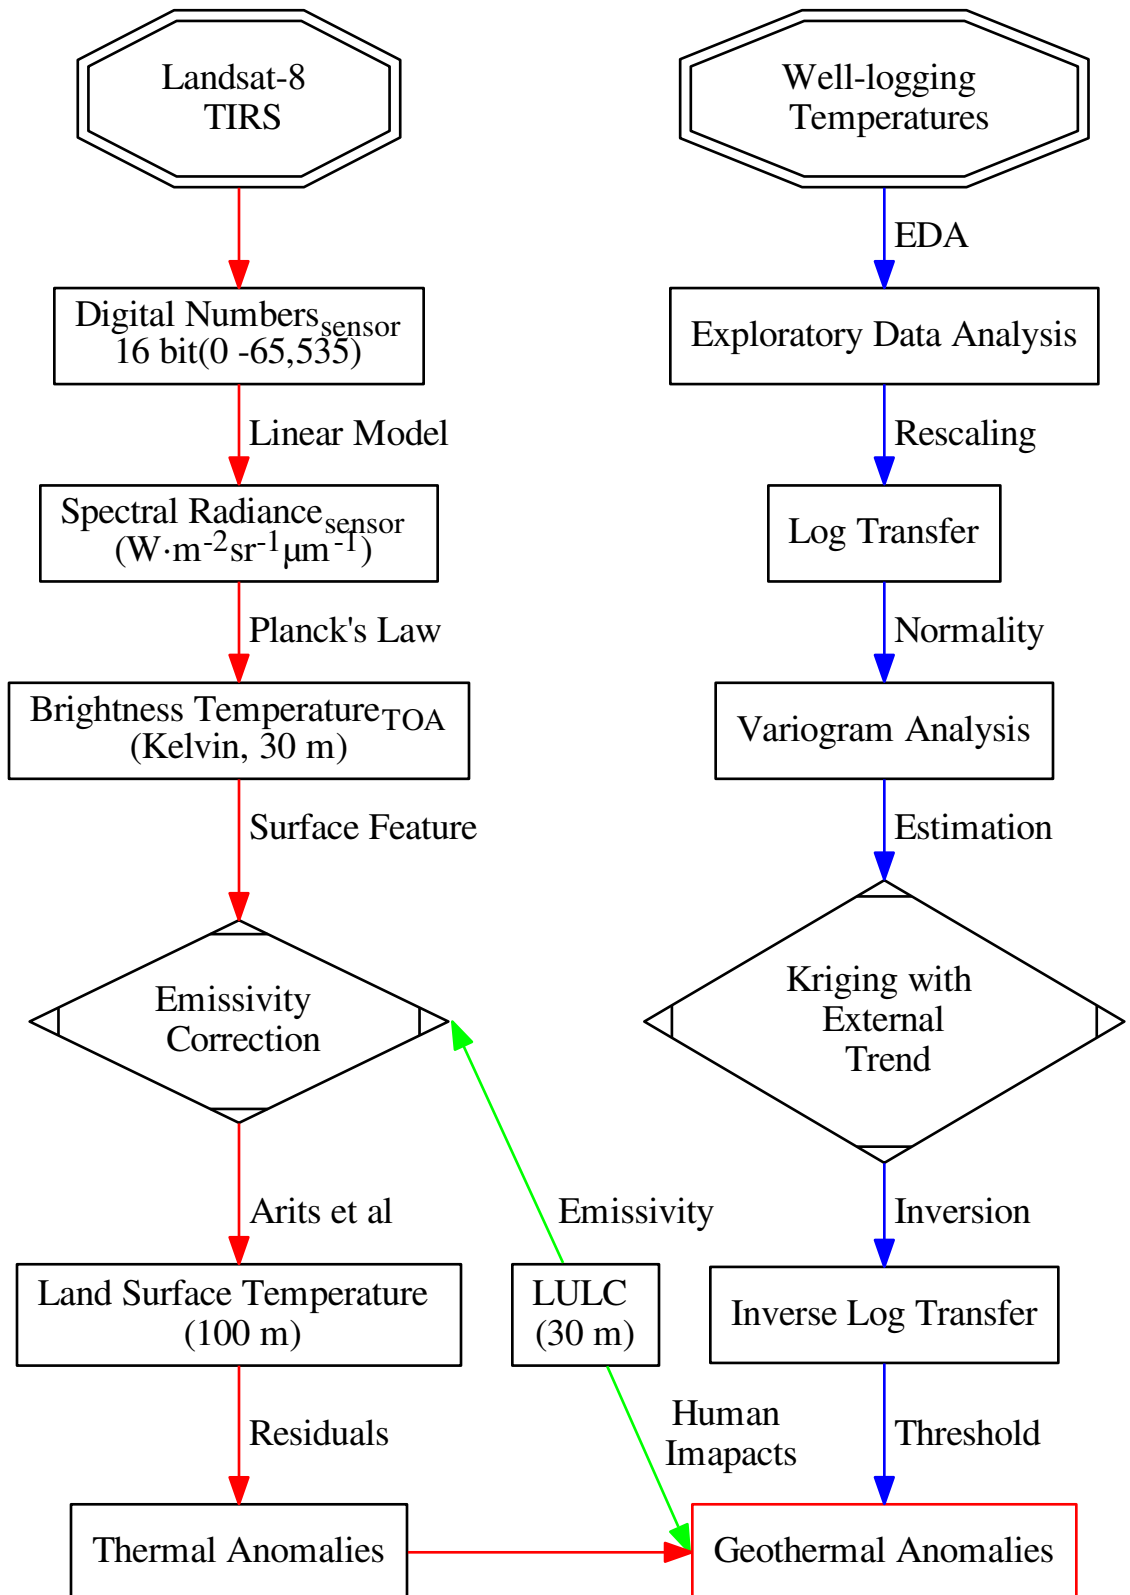 Landsat-8
TIRS
Digital Numbers_sensor
16 bit(0 -65,535)
Linear Model
Spectral Radiance_sensor
(W·m^-2sr^-1µm^-1)
Planck's Law
Brightness Temperature_TOA
(Kelvin, 30 m)
Surface Feature
Emissivity
Correction
Arits et al
Land Surface Temperature
(100 m)
Residuals
Thermal Anomalies
Emissivity
LULC
(30 m)
Human
Imapacts
Well-logging
Temperatures
EDA
Exploratory Data Analysis
Rescaling
Log Transfer
Normality
Variogram Analysis
Estimation
Kriging with
External
Trend
Inversion
Inverse Log Transfer
Threshold
Geothermal Anomalies